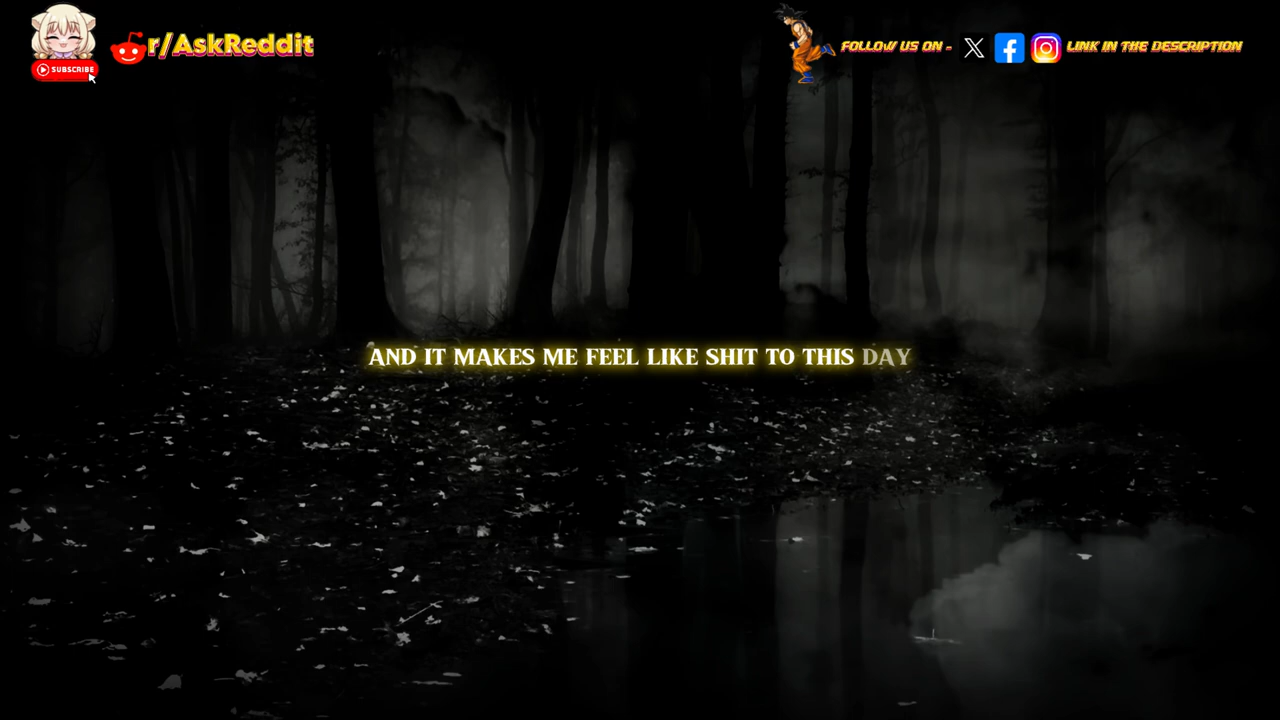 r/AskReddit
SUBSCRIBE
FOLLOW US ON -
LINK IN THE DESCRIPTION
AND IT MAKES ME FEEL LIKE SHIT TO THIS DAY